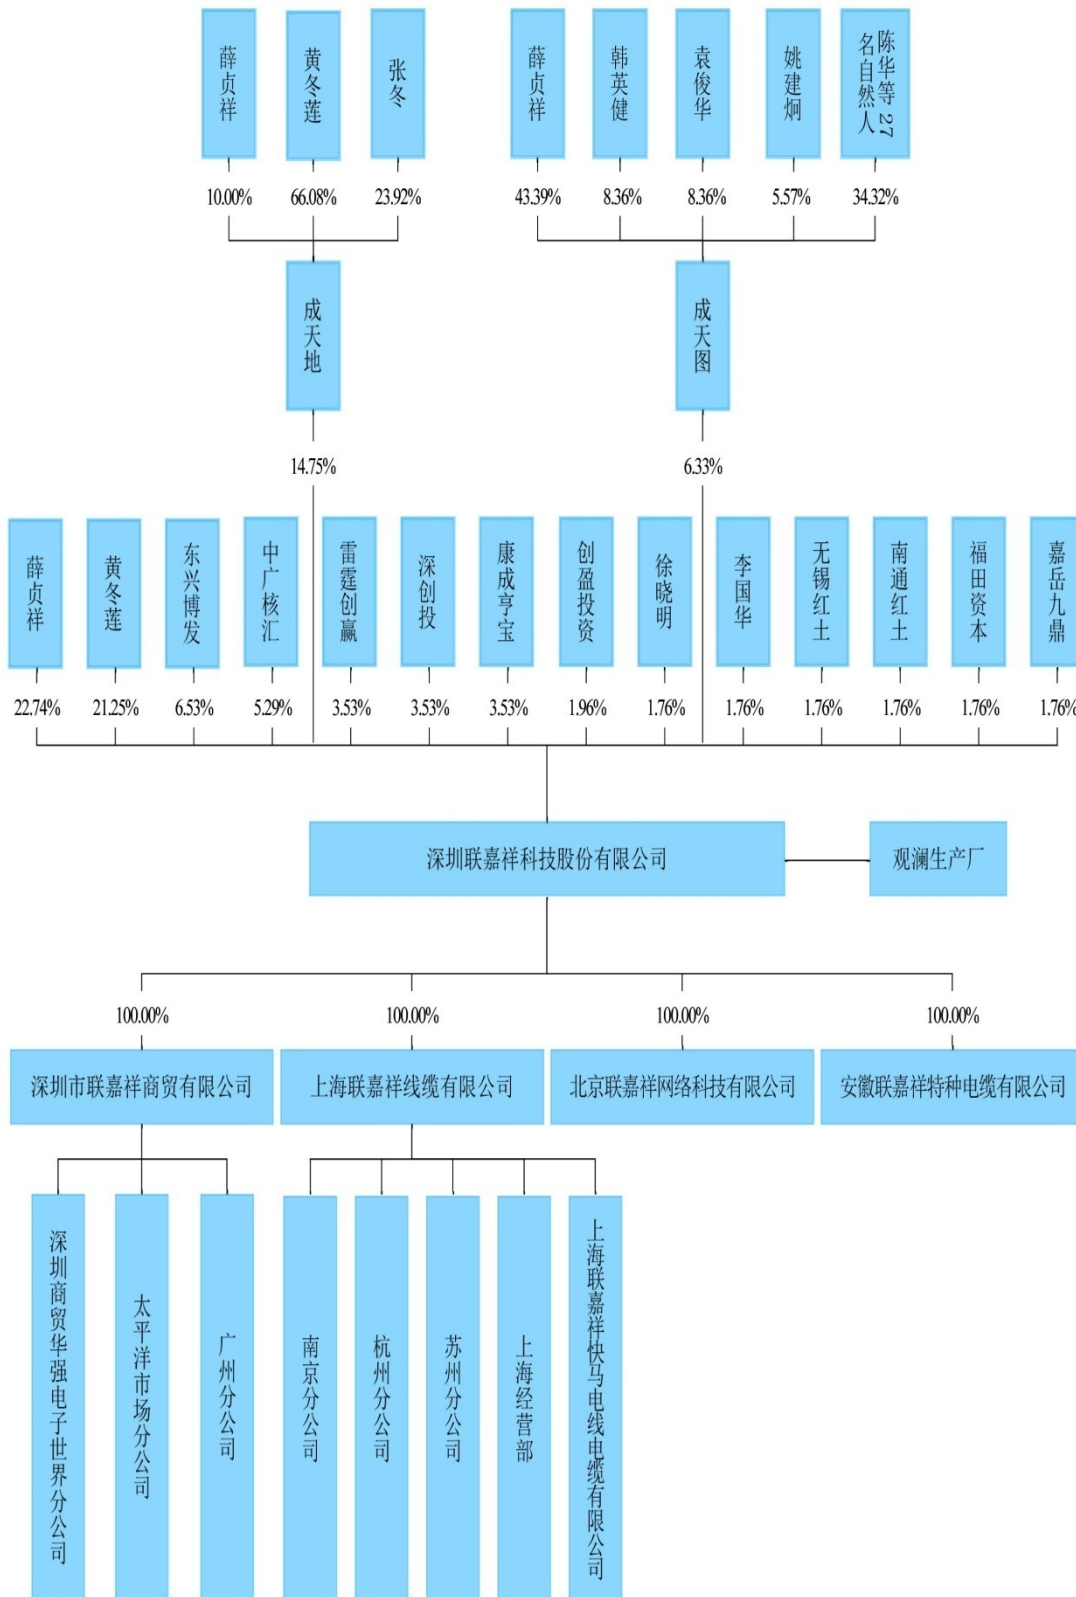 薛贞祥
黄冬莲
张冬
薛贞祥
韩英健
袁俊华
姚建炯
陈华等 27
名自然人
10.00%
66.08%
23.92%
43.39%
8.36%
8.36%
5.57%
34.32%
成天地
成天图
14.75%
6.33%
薛贞祥
黄冬莲
东兴博发
中广核汇
雷霆创赢
深创投
康成亨宝
创盈投资
徐晓明
李国华
无锡红土
南通红土
福田资本
嘉岳九鼎
22.74%
21.25%
6.53%
5.29%
3.53%
3.53%
3.53%
1.96%
1.76%
1.76%
1.76%
1.76%
1.76%
1.76%
深圳联嘉祥科技股份有限公司
观澜生产厂
100.00%
100.00%
100.00%
100.00%
深圳市联嘉祥商贸有限公司
上海联嘉祥线缆有限公司
北京联嘉祥网络科技有限公司
安徽联嘉祥特种电缆有限公司
深圳商贸华强电子世界分公司
太平洋市场分公司
广州分公司
南京分公司
杭州分公司
苏州分公司
上海经营部
上海联嘉祥快马电线电缆有限公司